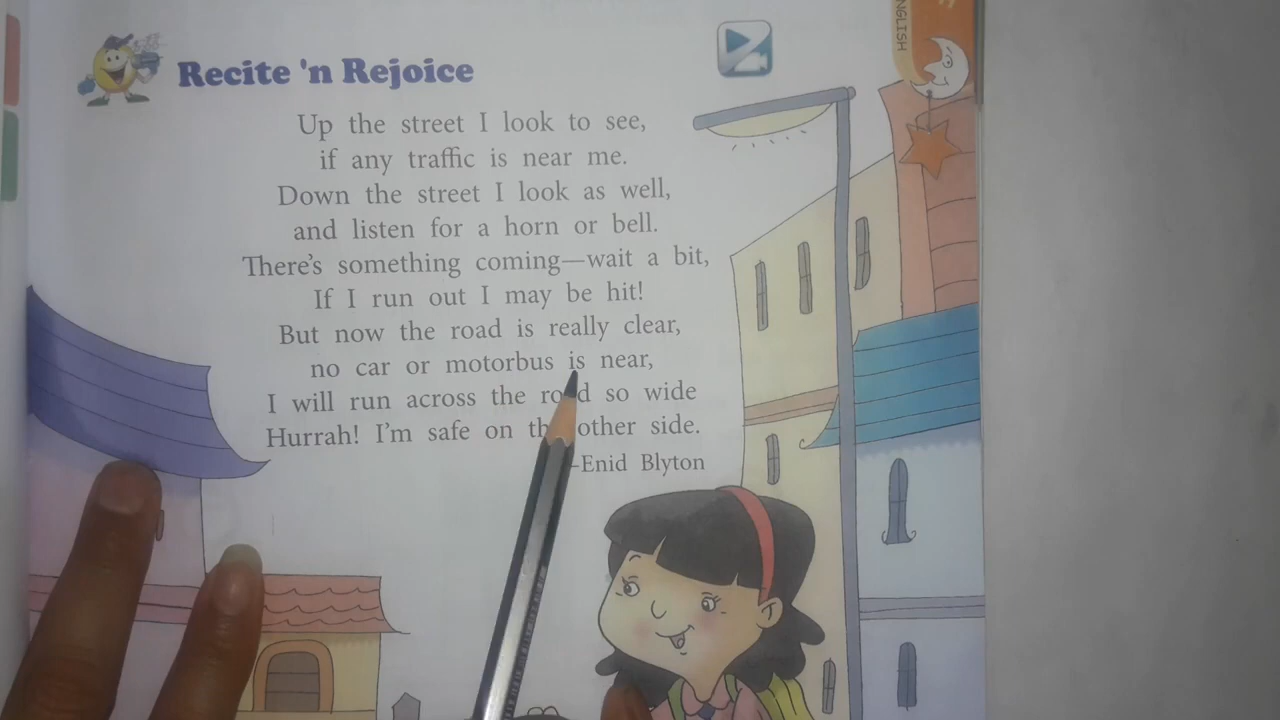 Recite 'n Rejoice
Up the street I look to see,
if any traffic is near me.
Down the street I look as well,
and listen for a horn or bell.
There's something coming—wait a bit,
If I run out I may be hit!
But now the road is really clear,
no car or motorbus is near,
I will run across the road so wide
Hurrah! I'm safe on the other side.
-Enid Blyton